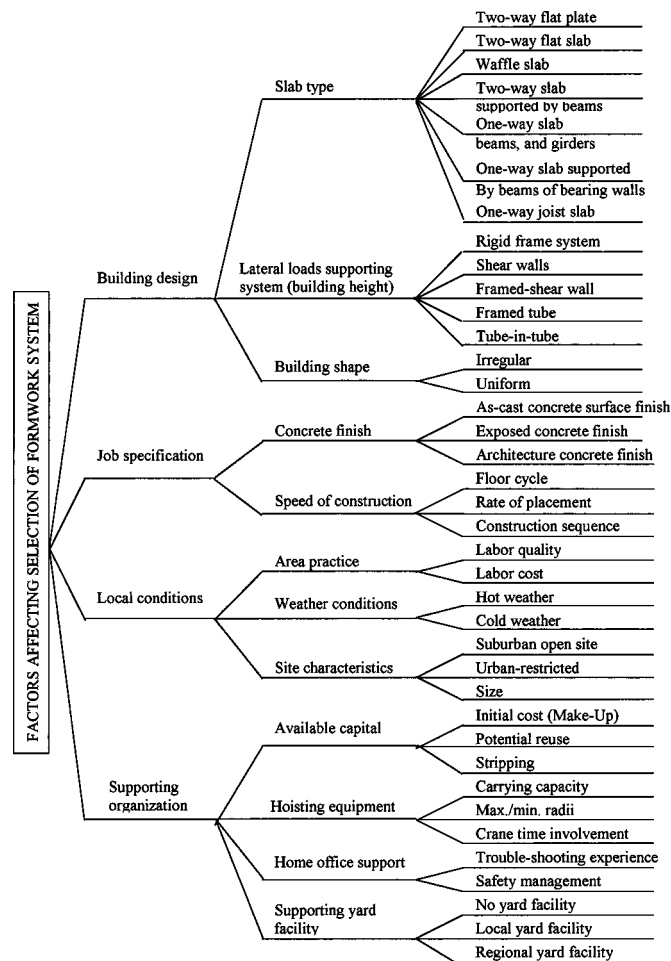 FACTORS AFFECTING SELECTION OF FORMWORK SYSTEM
Building design
Slab type
Two-way flat plate
Two-way flat slab
Waffle slab
Two-way slab
supported by beams
One-way slab
beams, and girders
One-way slab supported
By beams of bearing walls
One-way joist slab
Lateral loads supporting
system (building height)
Rigid frame system
Shear walls
Framed-shear wall
Framed tube
Tube-in-tube
Building shape
Irregular
Uniform
Job specification
Concrete finish
As-cast concrete surface finish
Exposed concrete finish
Architecture concrete finish
Speed of construction
Floor cycle
Rate of placement
Construction sequence
Local conditions
Area practice
Labor quality
Labor cost
Weather conditions
Hot weather
Cold weather
Site characteristics
Suburban open site
Urban-restricted
Size
Supporting
organization
Available capital
Initial cost (Make-Up)
Potential reuse
Stripping
Hoisting equipment
Carrying capacity
Max./min. radii
Crane time involvement
Home office support
Trouble-shooting experience
Safety management
Supporting yard
facility
No yard facility
Local yard facility
Regional yard facility